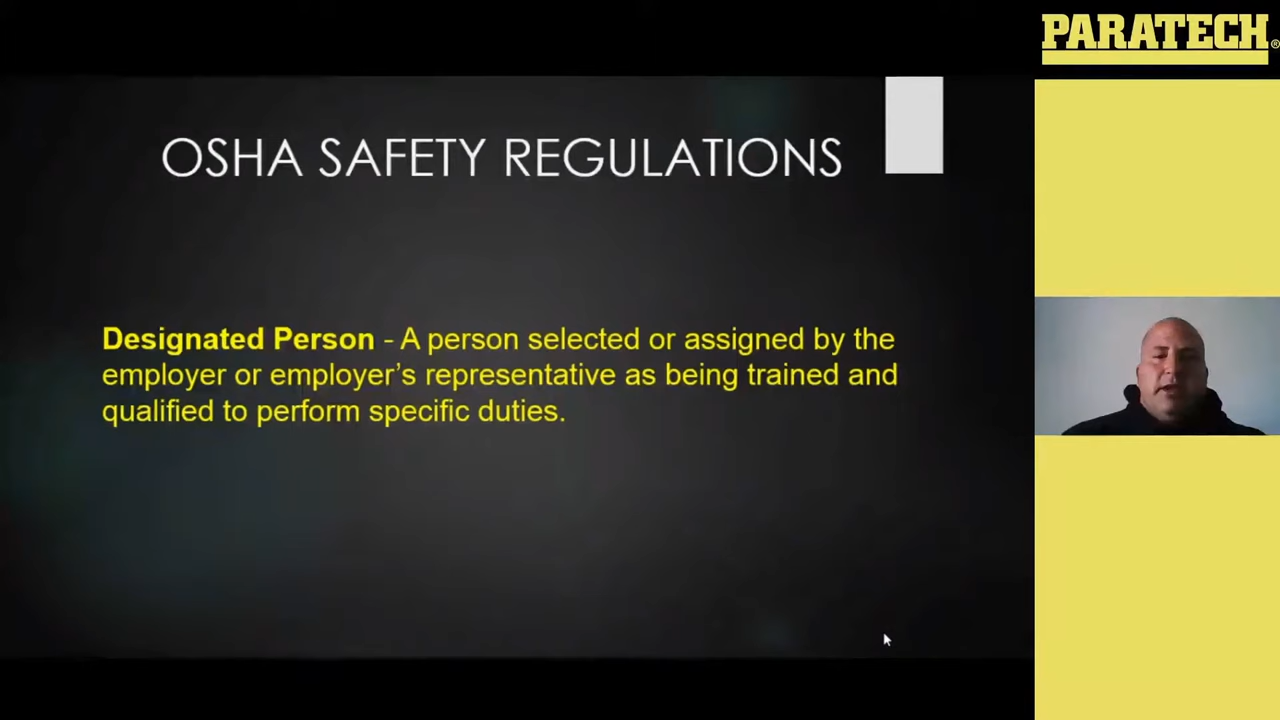 PARATECH®
OSHA SAFETY REGULATIONS
Designated Person - A person selected or assigned by the
employer or employer’s representative as being trained and
qualified to perform specific duties.